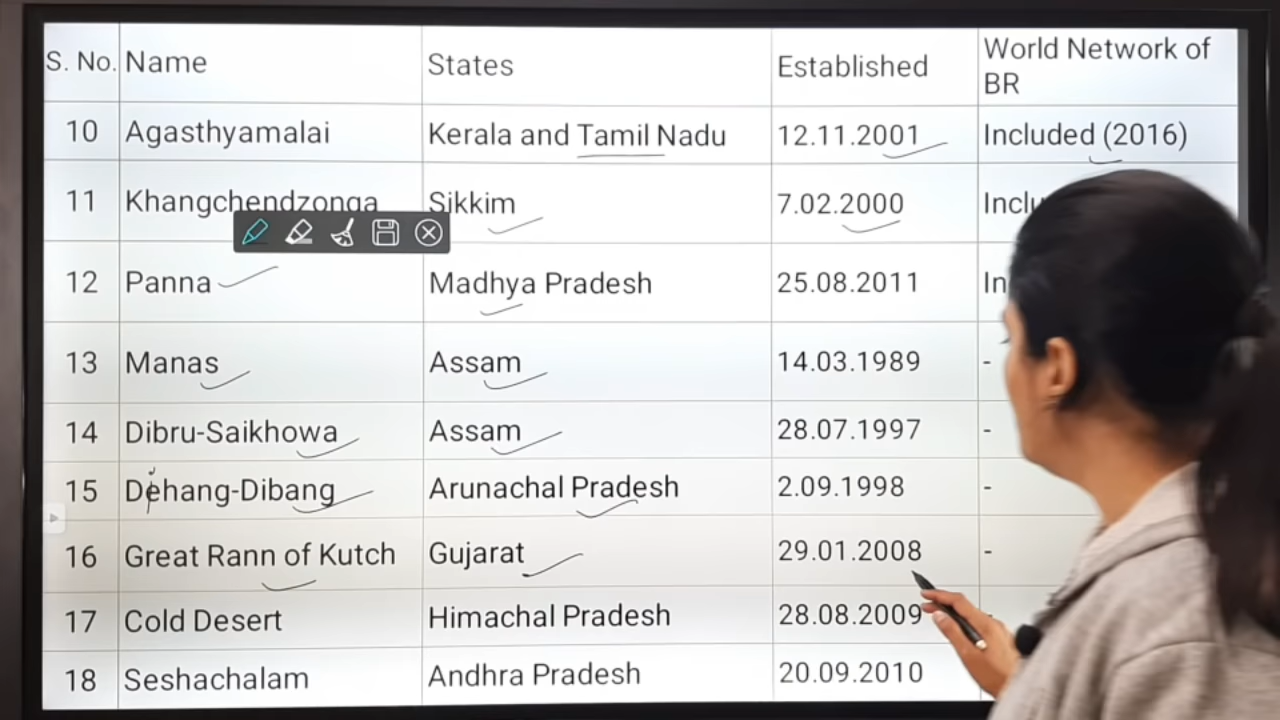 S. No. Name States Established World Network of BR
10 Agasthyamalai Kerala and Tamil Nadu 12.11.2001 Included (2016)
11 Khangchendzonga Sikkim 7.02.2000
12 Panna Madhya Pradesh 25.08.2011
13 Manas Assam 14.03.1989 -
14 Dibru-Saikhowa Assam 28.07.1997 -
15 Dehang-Dibang Arunachal Pradesh 2.09.1998 -
16 Great Rann of Kutch Gujarat 29.01.2008 -
17 Cold Desert Himachal Pradesh 28.08.2009 -
18 Seshachalam Andhra Pradesh 20.09.2010